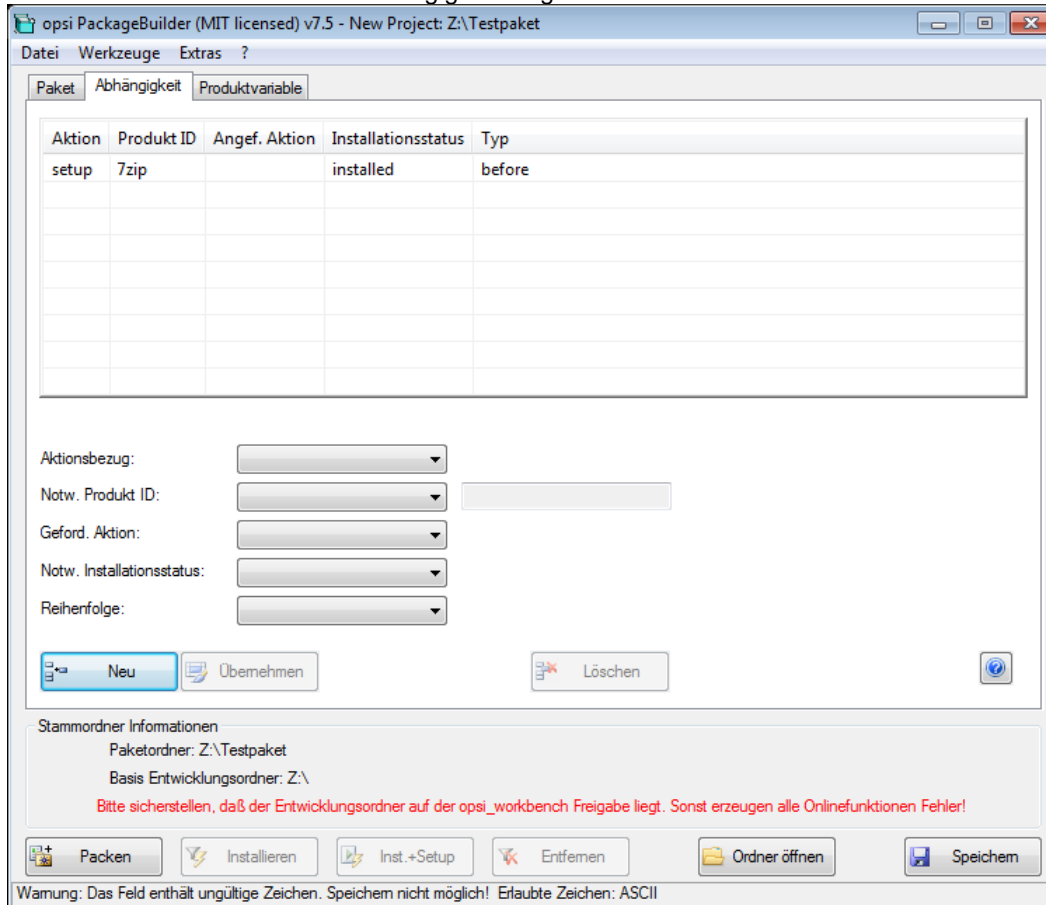 opsi PackageBuilder (MIT licensed) v7.5 - New Project: Z:\Testpaket
Datei Werkzeuge Extras ?
Paket Abhängigkeit Produktvariable
Aktion Produkt ID Angef. Aktion Installationsstatus Typ
setup 7zip installed before
Aktionsbezug:
Notw. Produkt ID:
Geford. Aktion:
Notw. Installationsstatus:
Reihenfolge:
Neu Übernehmen Löschen
Stammordner Informationen
Paketordner: Z:\Testpaket
Basis Entwicklungsordner: Z:\
Bitte sicherstellen, daß der Entwicklungsordner auf der opsi_workbench Freigabe liegt. Sonst erzeugen alle Onlinefunktionen Fehler!
Packen Installieren Inst.+Setup Entfernen Ordner öffnen Speichern
Warnung: Das Feld enthält ungültige Zeichen. Speichern nicht möglich! Erlaubte Zeichen: ASCII